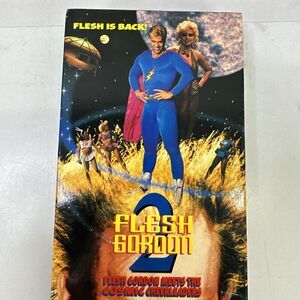 FLESH IS BACK!
2
FLESH
GORDON
FLESH GORDON MEETS THE
COSMIC CHEERLEADERS